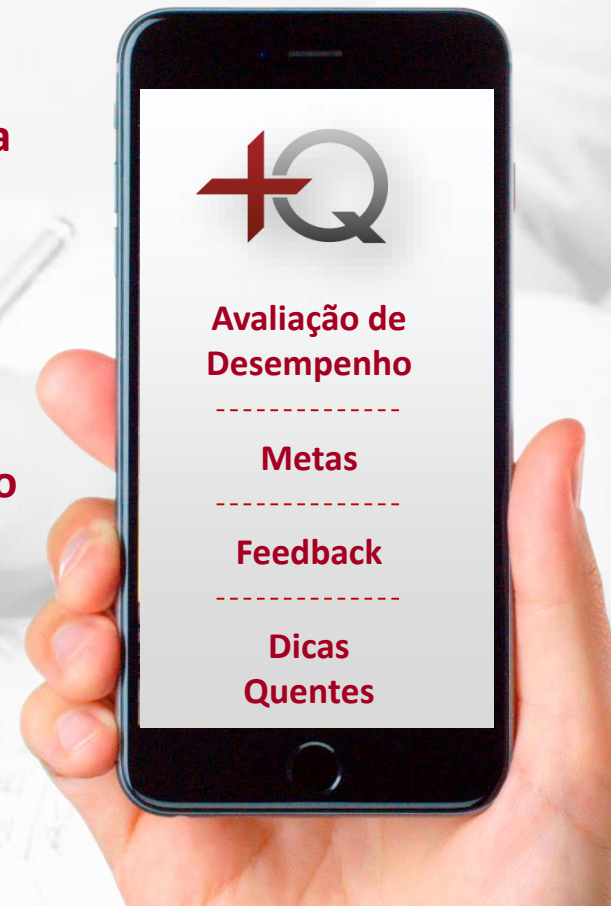 a
o
+Q
Avaliação de
Desempenho
Metas
Feedback
Dicas
Quentes